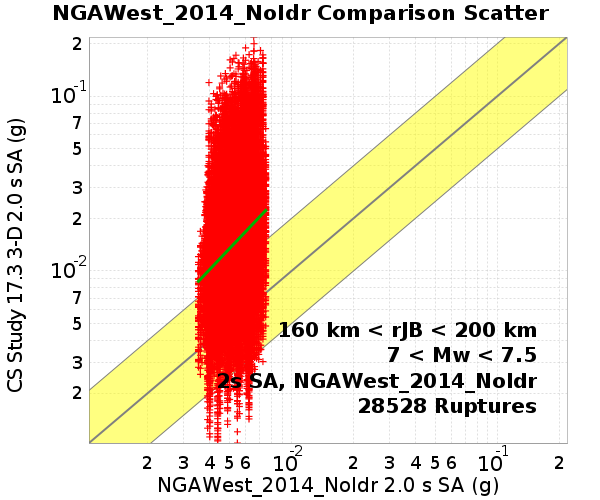 NGAWest_2014_NoIdr Comparison Scatter
CS Study 17.3 3-D 2.0 s SA (g)
2
10-1
7
5
3
2
10-2
7
5
3
2
160 km < rJB < 200 km
7 < Mw < 7.5
2s SA, NGAWest_2014_NoIdr
28528 Ruptures
2 3 4 5 6 10-2 2 3 4 5 6 10-1 2
NGAWest_2014_NoIdr 2.0 s SA (g)